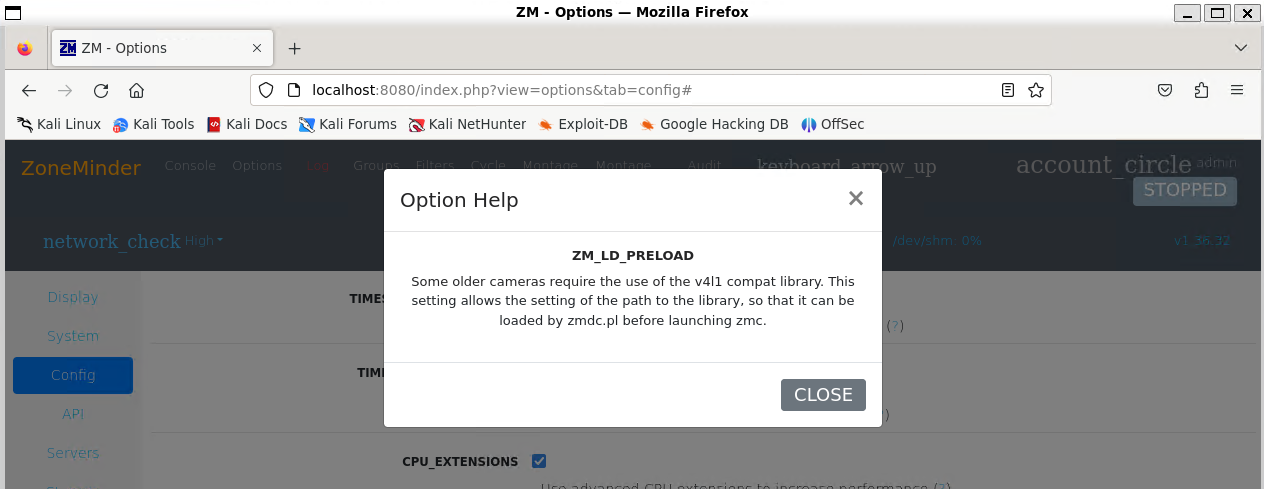 ZM - Options — Mozilla Firefox
ZM ZM - Options
localhost:8080/index.php?view=options&tab=config#
Kali Linux Kali Tools Kali Docs Kali Forums Kali NetHunter Exploit-DB Google Hacking DB OffSec
ZoneMinder Console Options Log Groups Filters Cycle Montage Montage Audit keyboard_arrow_up account_circle admin
STOPPED
network_check High /dev/shm 0% v1.36.32
Option Help
ZM_LD_PRELOAD
Some older cameras require the use of the v4l1 compat library. This
setting allows the setting of the path to the library, so that it can be
loaded by zmdc.pl before launching zmc.
CLOSE
Display
System
Config
API
Servers
(?)
CPU_EXTENSIONS
Use advanced CPU extensions to increase performance (?)